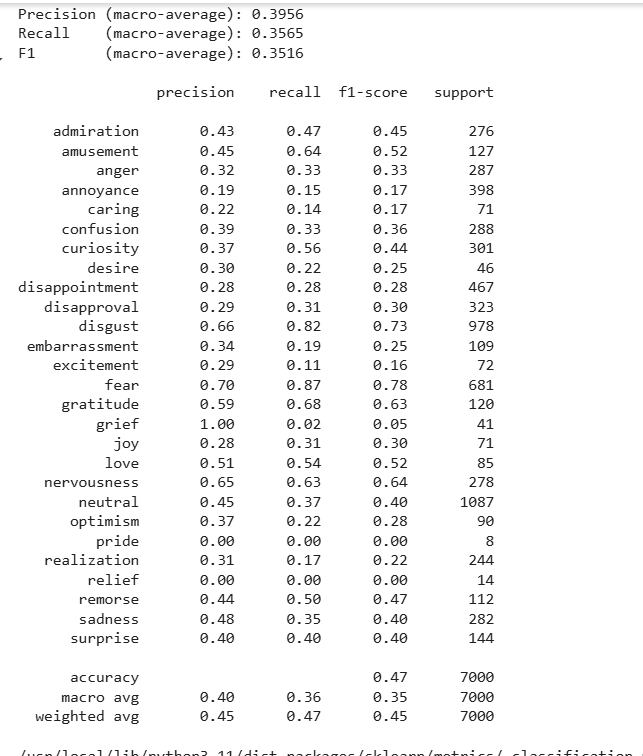 Precision (macro-average): 0.3956
Recall    (macro-average): 0.3565
F1        (macro-average): 0.3516
precision    recall  f1-score   support
admiration       0.43      0.47      0.45       276
amusement       0.45      0.64      0.52       127
anger       0.32      0.33      0.33       287
annoyance       0.19      0.15      0.17       398
caring       0.22      0.14      0.17        71
confusion       0.39      0.33      0.36       288
curiosity       0.37      0.56      0.44       301
desire       0.30      0.22      0.25        46
disappointment       0.28      0.28      0.28       467
disapproval       0.29      0.31      0.30       323
disgust       0.66      0.82      0.73       978
embarrassment       0.34      0.19      0.25       109
excitement       0.29      0.11      0.16        72
fear       0.70      0.87      0.78       681
gratitude       0.59      0.68      0.63       120
grief       1.00      0.02      0.05        41
joy       0.28      0.31      0.30        71
love       0.51      0.54      0.52        85
nervousness       0.65      0.63      0.64       278
neutral       0.45      0.37      0.40      1087
optimism       0.37      0.22      0.28        90
pride       0.00      0.00      0.00         8
realization       0.31      0.17      0.22       244
relief       0.00      0.00      0.00        14
remorse       0.44      0.50      0.47       112
sadness       0.48      0.35      0.40       282
surprise       0.40      0.40      0.40       144
accuracy                           0.47      7000
macro avg       0.40      0.36      0.35      7000
weighted avg       0.45      0.47      0.45      7000
/usr/local/lib/python3.11/dist-packages/sklearn/metrics/_classification